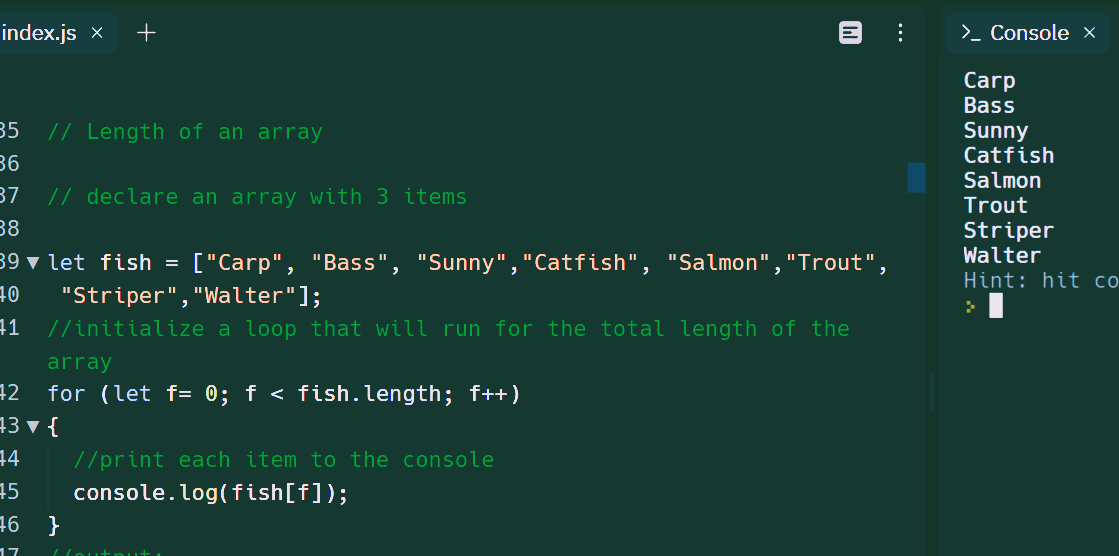 index.js × +
>_ Console ×
35 // Length of an array
36
37 // declare an array with 3 items
38
39 let fish = ["Carp", "Bass", "Sunny","Catfish", "Salmon","Trout",
40 "Striper","Walter"];
41 //initialize a loop that will run for the total length of the
array
42 for (let f= 0; f < fish.length; f++)
43 {
44 //print each item to the console
45 console.log(fish[f]);
46 }
47 //output:
Carp
Bass
Sunny
Catfish
Salmon
Trout
Striper
Walter
Hint: hit co